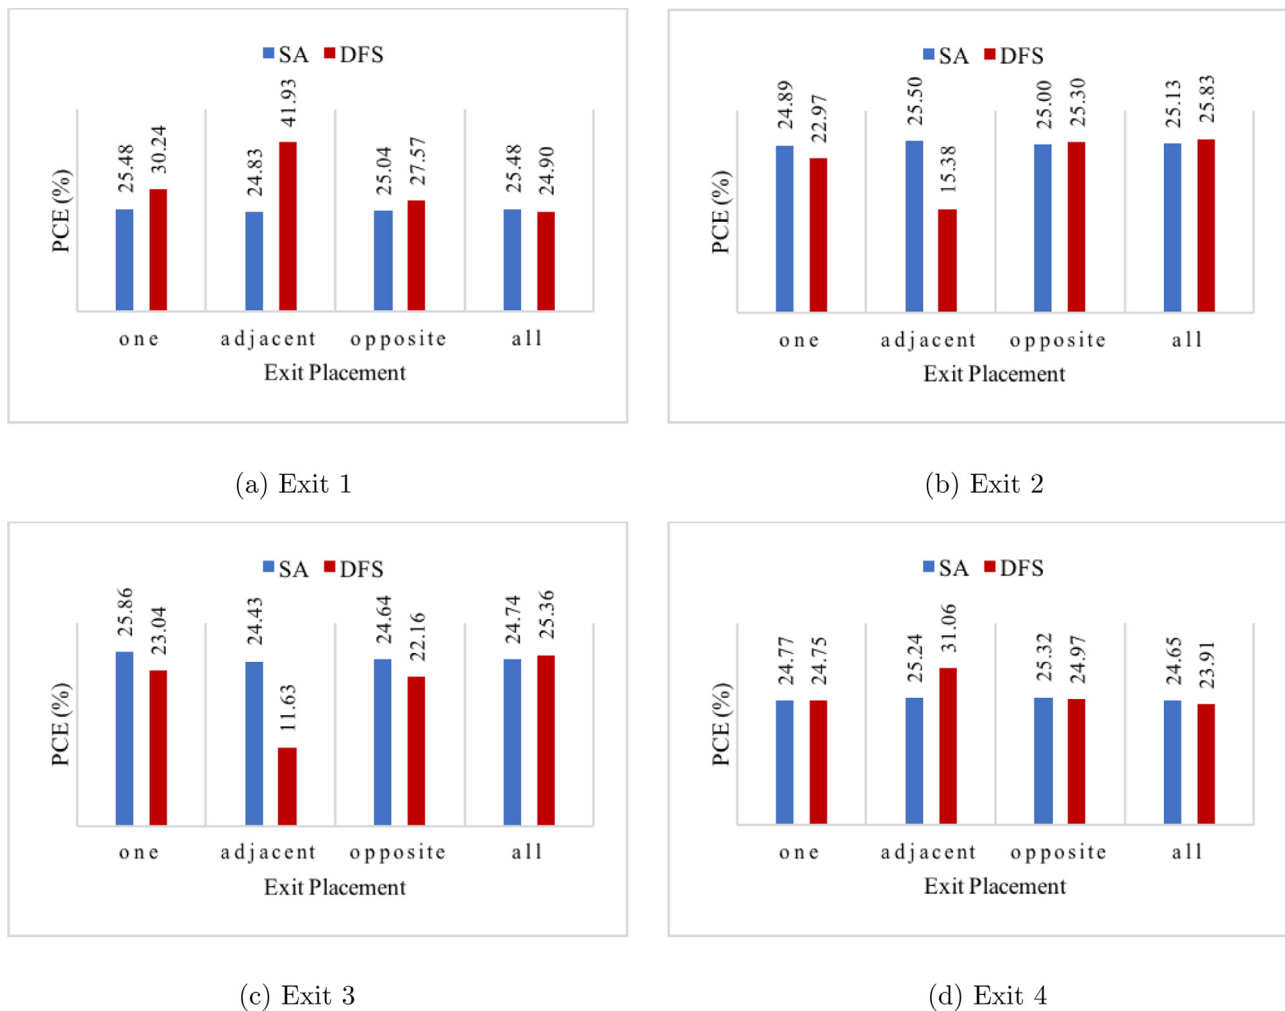 SA DFS
25.48 30.24 24.83 41.93 25.04 27.57 25.48 24.90
PCE (%)
one adjacent opposite all
Exit Placement
(a) Exit 1
SA DFS
24.89 22.97 25.50 15.38 25.00 25.30 25.13 25.83
PCE (%)
one adjacent opposite all
Exit Placement
(b) Exit 2
SA DFS
25.86 23.04 24.43 11.63 24.64 22.16 24.74 25.36
PCE (%)
one adjacent opposite all
Exit Placement
(c) Exit 3
SA DFS
24.77 24.75 25.24 31.06 25.32 24.97 24.65 23.91
PCE (%)
one adjacent opposite all
Exit Placement
(d) Exit 4